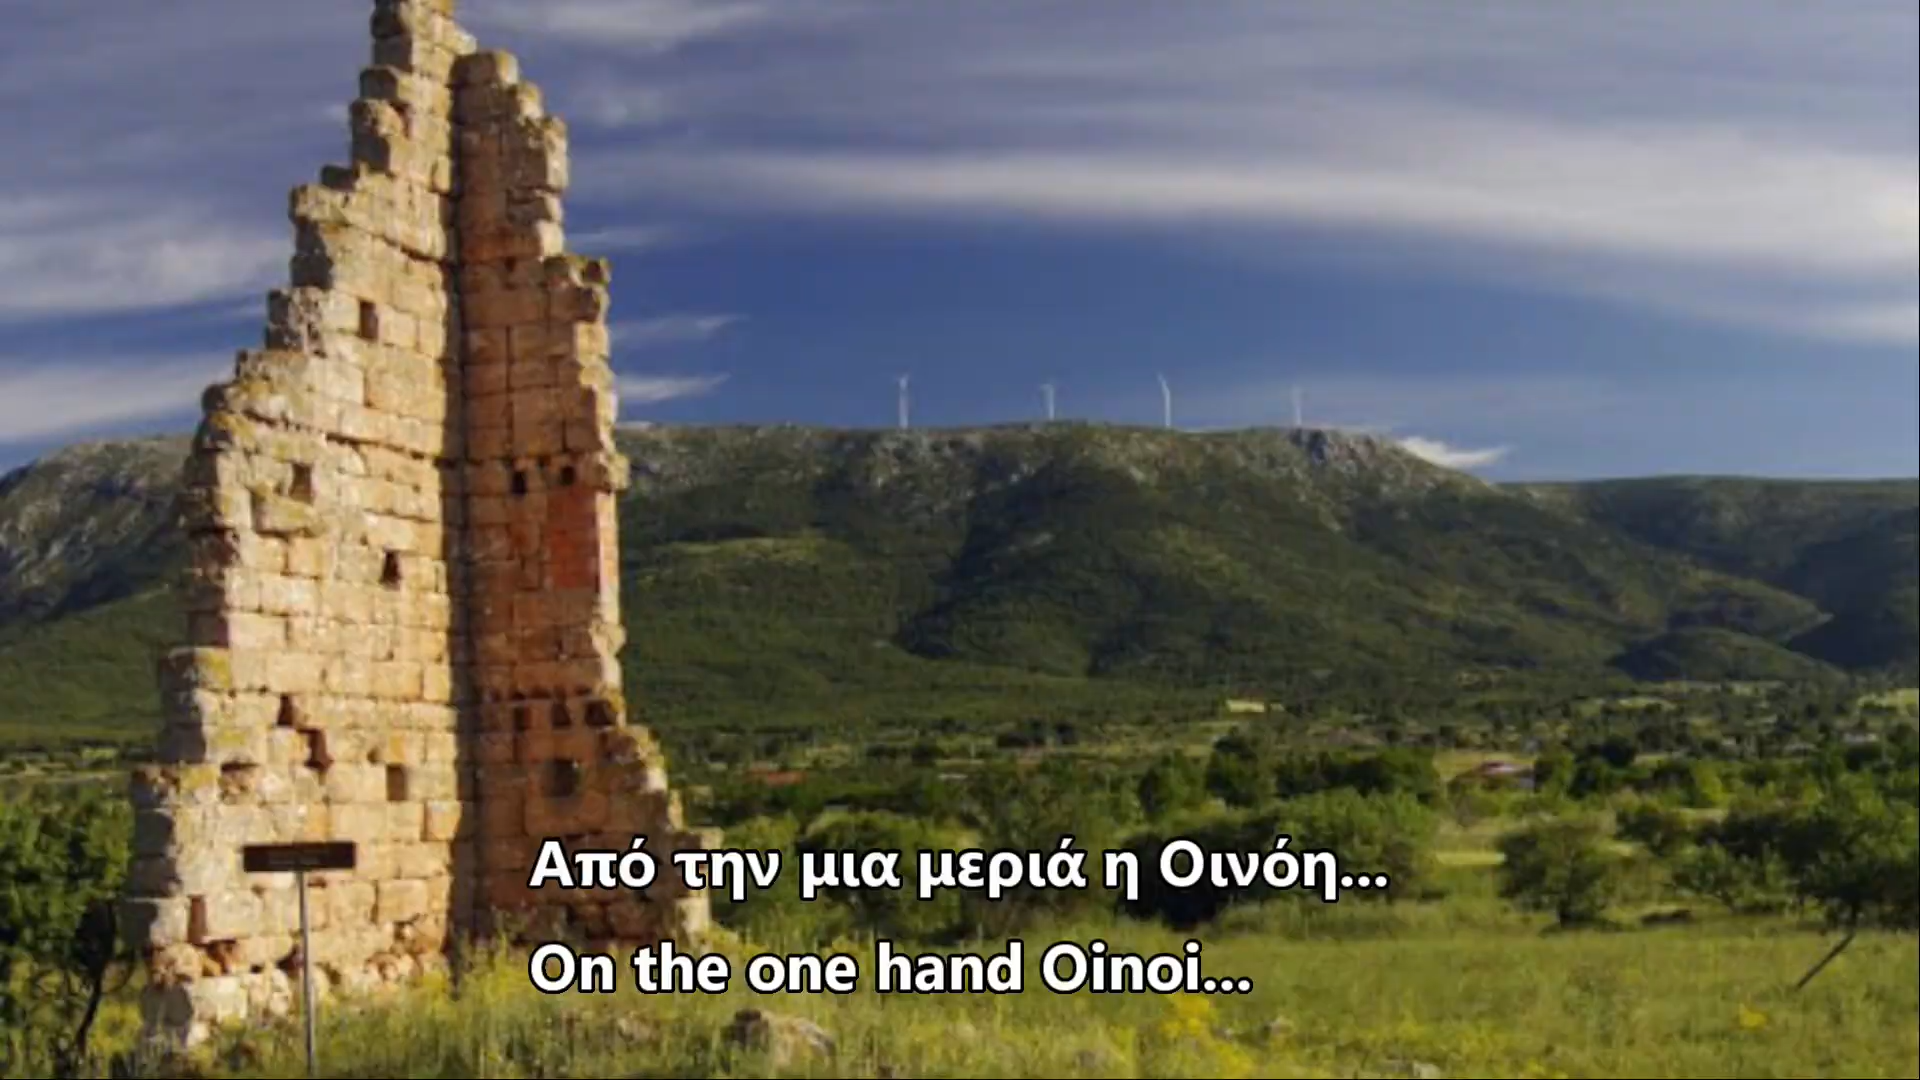 Από την μια μεριά η Οινόη...
On the one hand Oinoi...